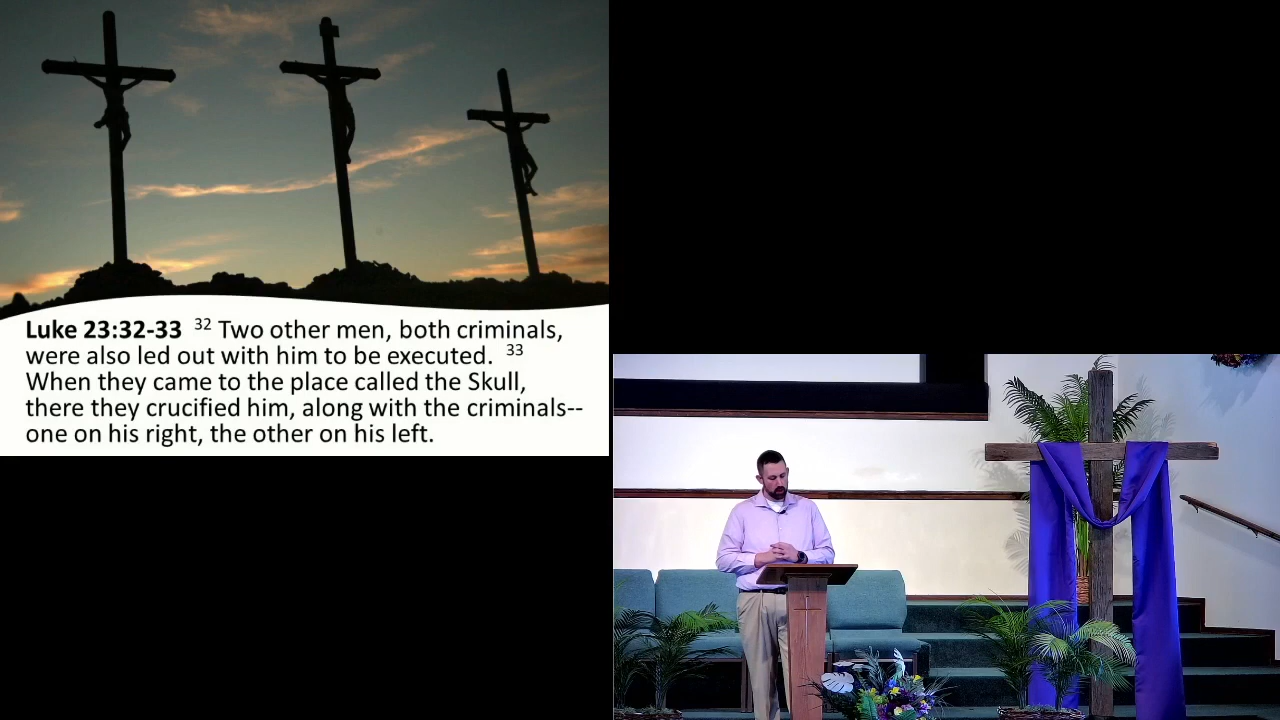 Luke 23:32-33 32 Two other men, both criminals,
were also led out with him to be executed. 33
When they came to the place called the Skull,
there they crucified him, along with the criminals--
one on his right, the other on his left.